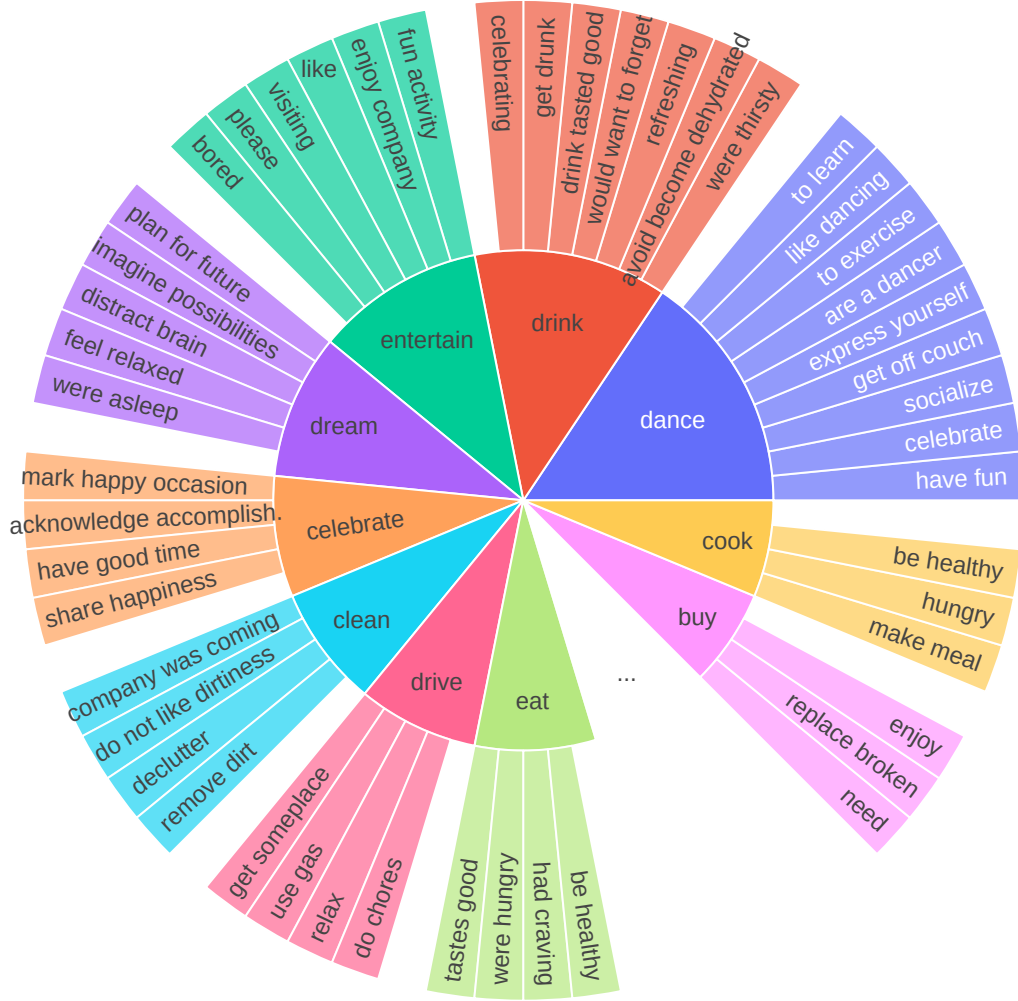 dance
to learn
like dancing
to exercise
are a dancer
express yourself
get off couch
socialize
celebrate
have fun
drink
celebrating
get drunk
drink tasted good
would want to forget
refreshing
avoid become dehydrated
were thirsty
entertain
bored
please
visiting
like
enjoy company
fun activity
dream
plan for future
imagine possibilities
distract brain
feel relaxed
were asleep
celebrate
mark happy occasion
acknowledge accomplish.
have good time
share happiness
clean
company was coming
do not like dirtiness
declutter
remove dirt
drive
get someplace
use gas
relax
do chores
eat
tastes good
were hungry
had craving
be healthy
...
buy
enjoy
replace broken
need
cook
be healthy
hungry
make meal